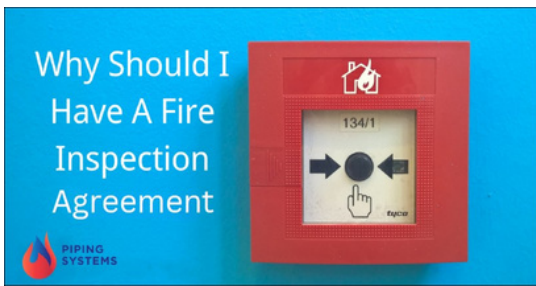 Why Should I
Have A Fire
Inspection
Agreement
134/1
tyco
PIPING
SYSTEMS